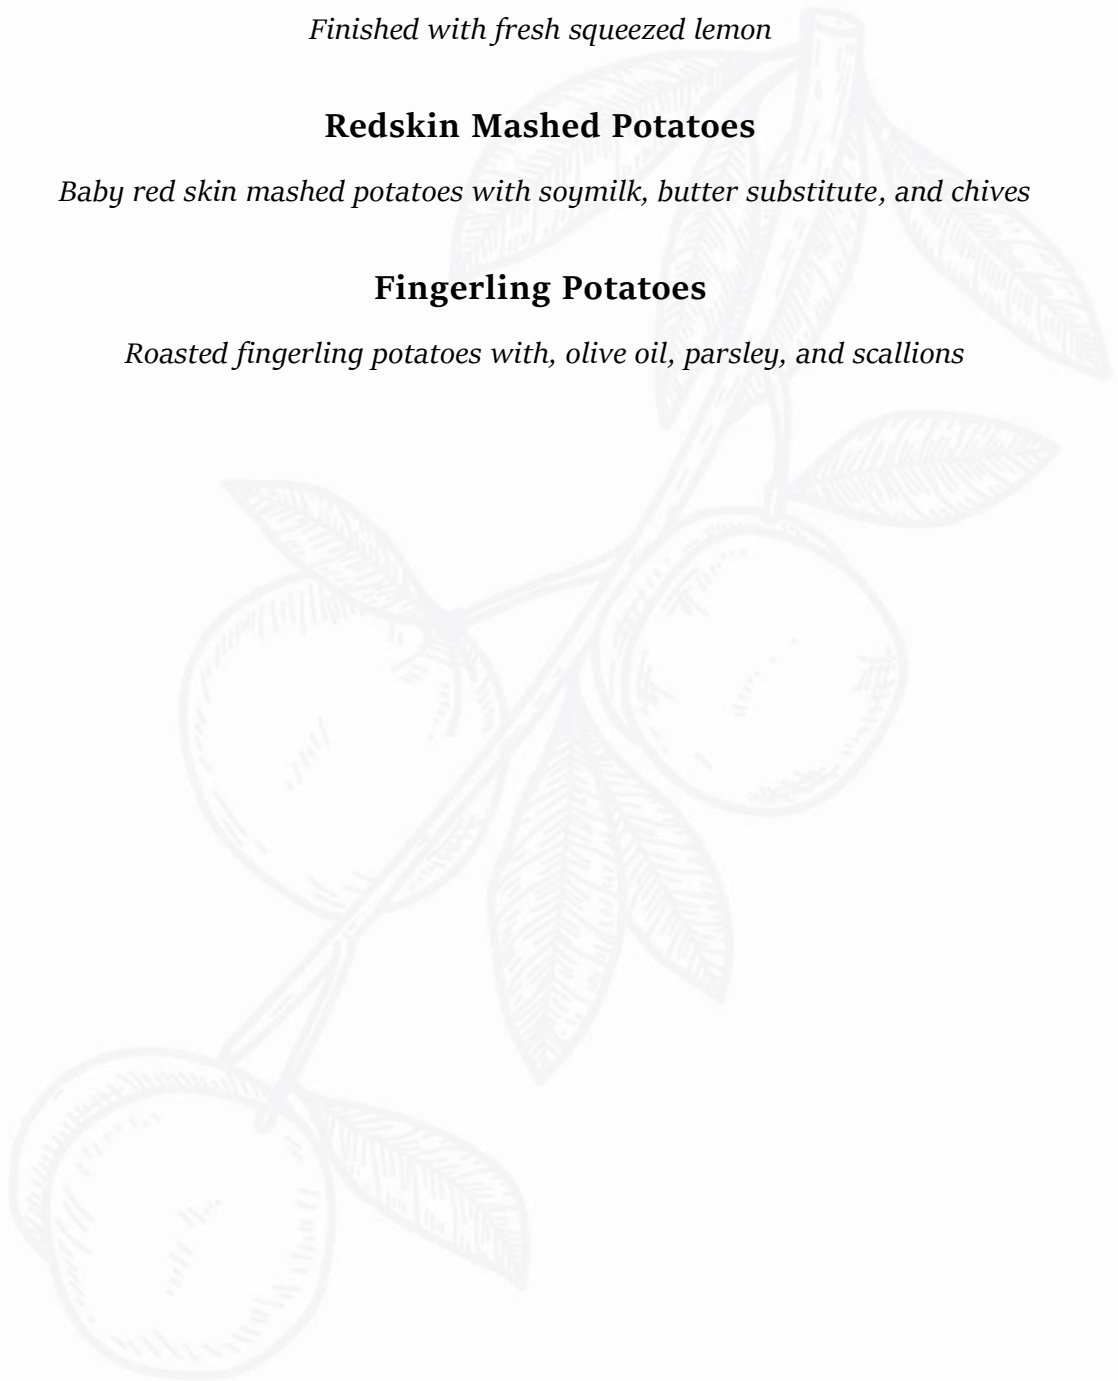 Finished with fresh squeezed lemon
Redskin Mashed Potatoes
Baby red skin mashed potatoes with soymilk, butter substitute, and chives
Fingerling Potatoes
Roasted fingerling potatoes with, olive oil, parsley, and scallions